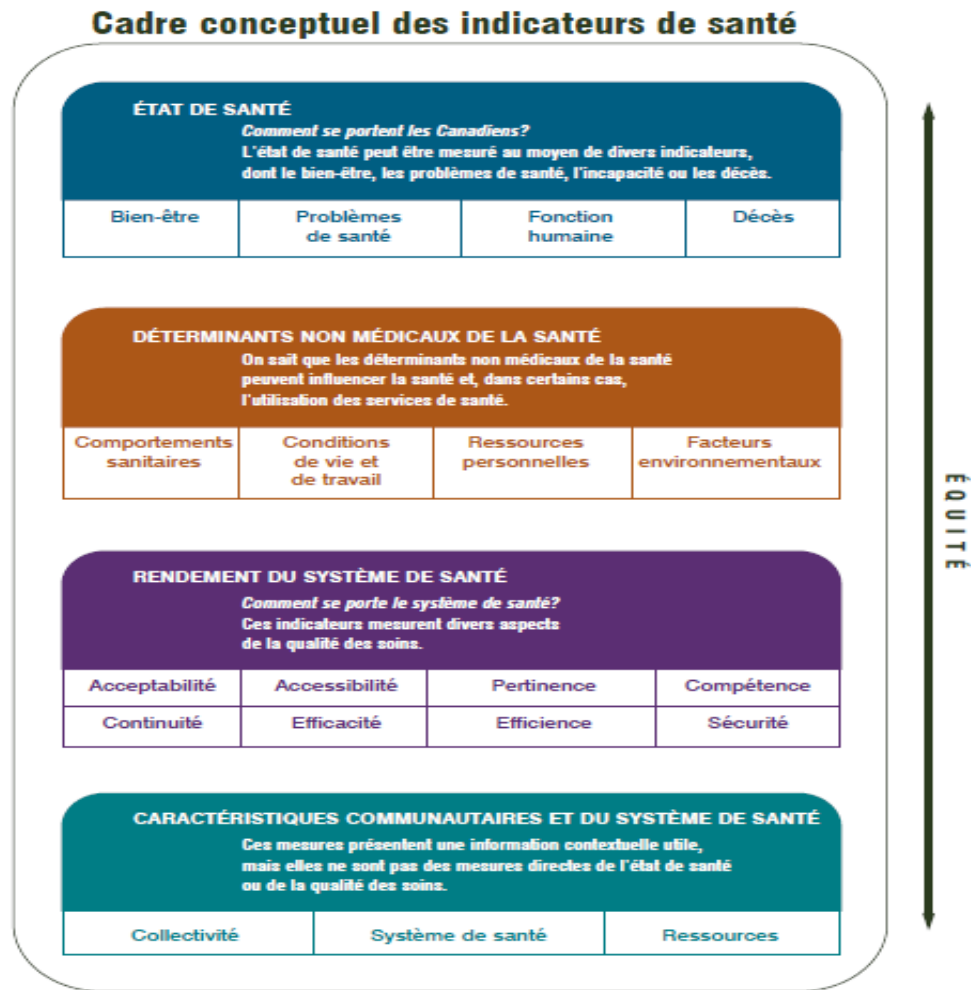 Cadre conceptuel des indicateurs de santé
ÉTAT DE SANTÉ
Comment se portent les Canadiens?
L'état de santé peut être mesuré au moyen de divers indicateurs,
dont le bien-être, les problèmes de santé, l'incapacité ou les décès.
Bien-être
Problèmes
de santé
Fonction
humaine
Décès
DÉTERMINANTS NON MÉDICAUX DE LA SANTÉ
On sait que les déterminants non médicaux de la santé
peuvent influencer la santé et, dans certains cas,
l'utilisation des services de santé.
Comportements
sanitaires
Conditions
de vie et
de travail
Ressources
personnelles
Facteurs
environnementaux
RENDEMENT DU SYSTÈME DE SANTÉ
Comment se porte le système de santé?
Ces indicateurs mesurent divers aspects
de la qualité des soins.
Acceptabilité
Accessibilité
Pertinence
Compétence
Continuité
Efficacité
Efficience
Sécurité
CARACTÉRISTIQUES COMMUNAUTAIRES ET DU SYSTÈME DE SANTÉ
Ces mesures présentent une information contextuelle utile,
mais elles ne sont pas des mesures directes de l'état de santé
ou de la qualité des soins.
Collectivité
Système de santé
Ressources
ÉQUITÉ